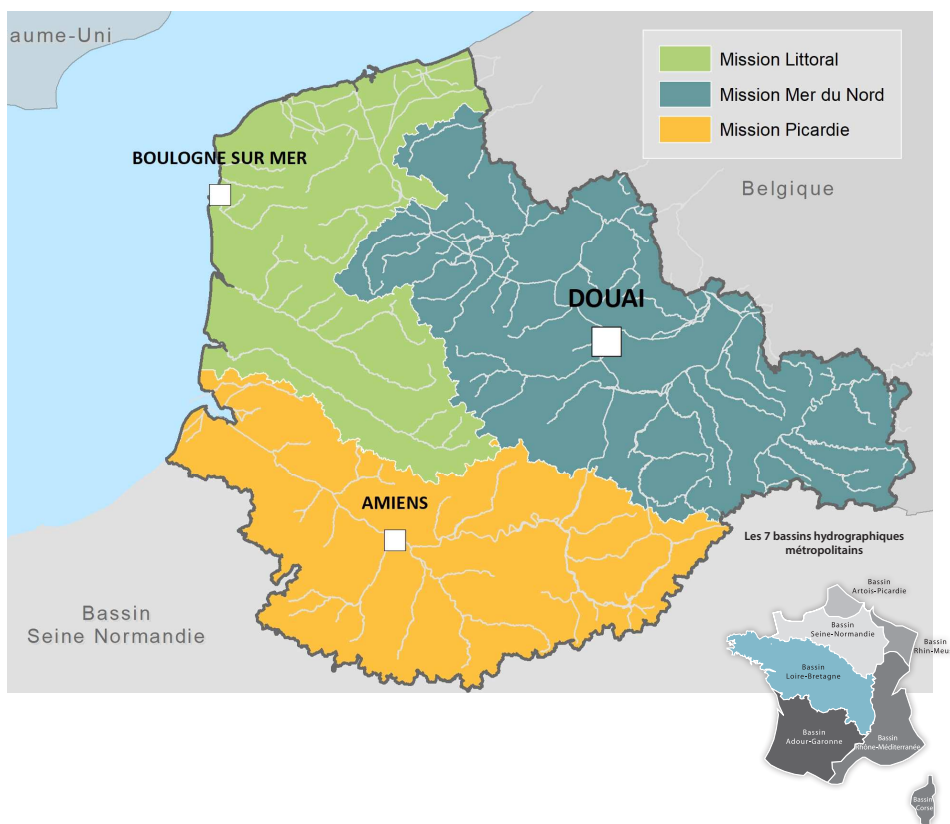 aume-Uni
Mission Littoral
Mission Mer du Nord
Mission Picardie
BOULOGNE SUR MER
Belgique
DOUAI
AMIENS
Bassin
Seine Normandie
Les 7 bassins hydrographiques
métropolitains
Bassin
Artois-Picardie
Bassin
Seine-Normandie
Bassin
Rhin-Meu
Bassin
Loire-Bretagne
Bassin
Adour-Garonne
Bassin
Rhône-Méditerranée
Bassin
Corse